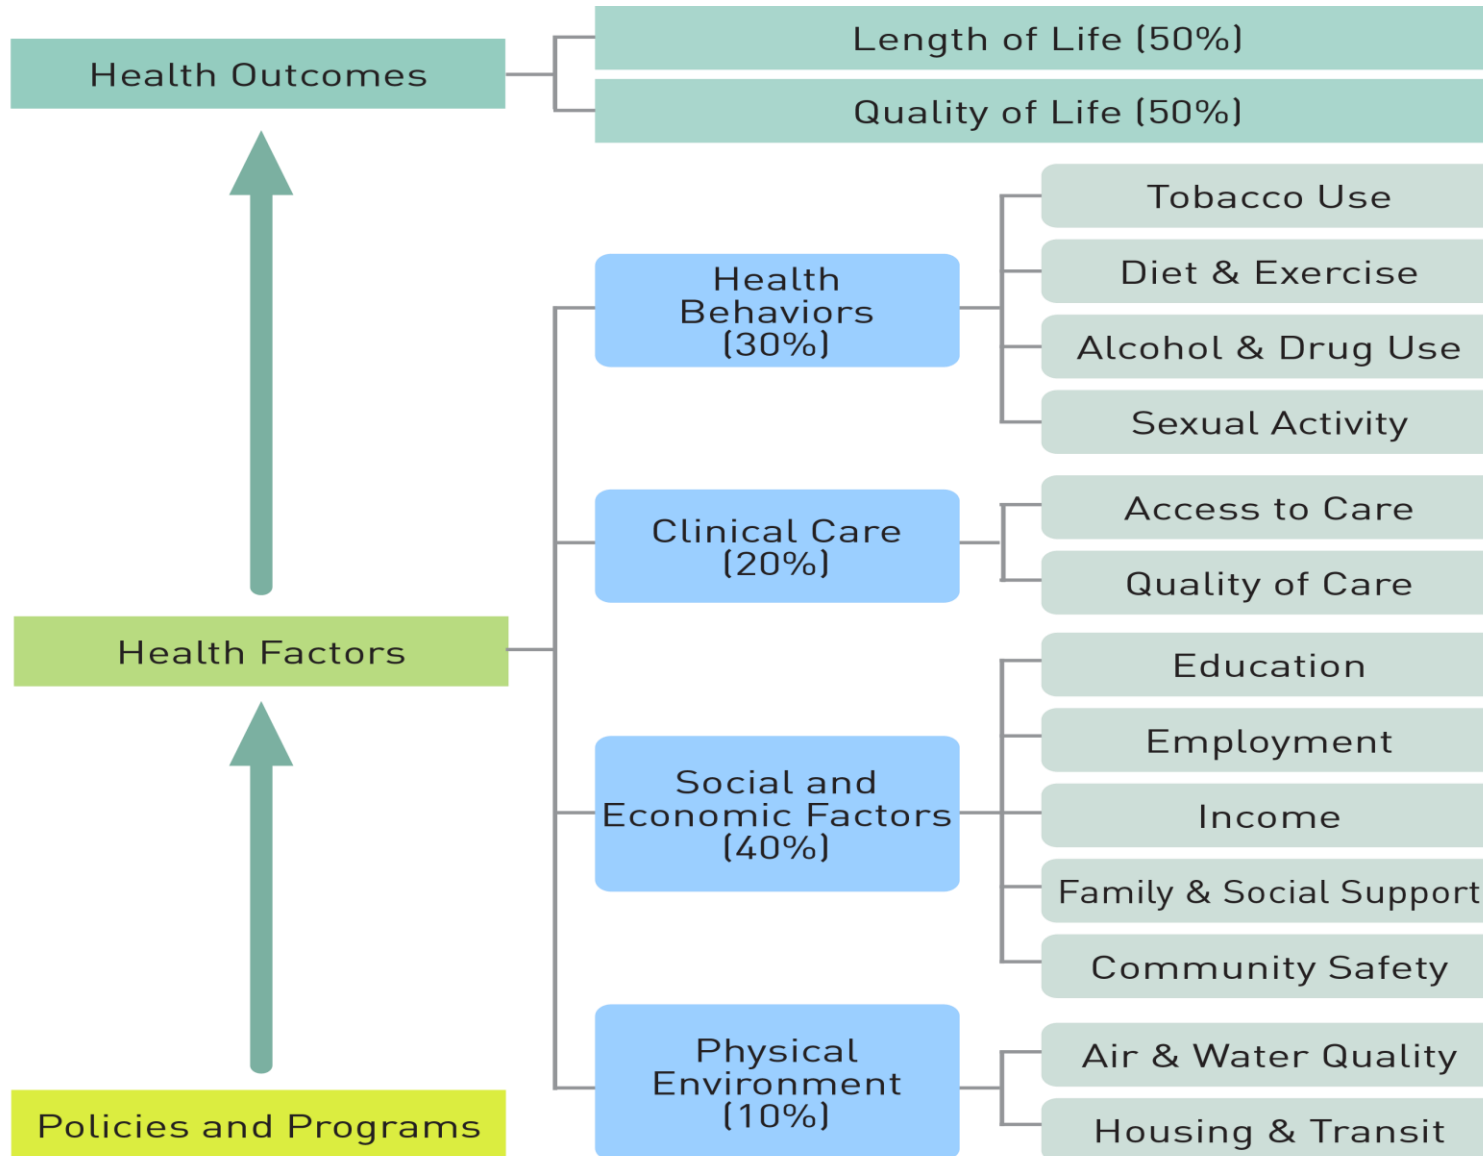 Health Outcomes
Length of Life (50%)
Quality of Life (50%)
Health Factors
Health
Behaviors
(30%)
Tobacco Use
Diet & Exercise
Alcohol & Drug Use
Sexual Activity
Clinical Care
(20%)
Access to Care
Quality of Care
Social and
Economic Factors
(40%)
Education
Employment
Income
Family & Social Support
Community Safety
Physical
Environment
(10%)
Air & Water Quality
Housing & Transit
Policies and Programs